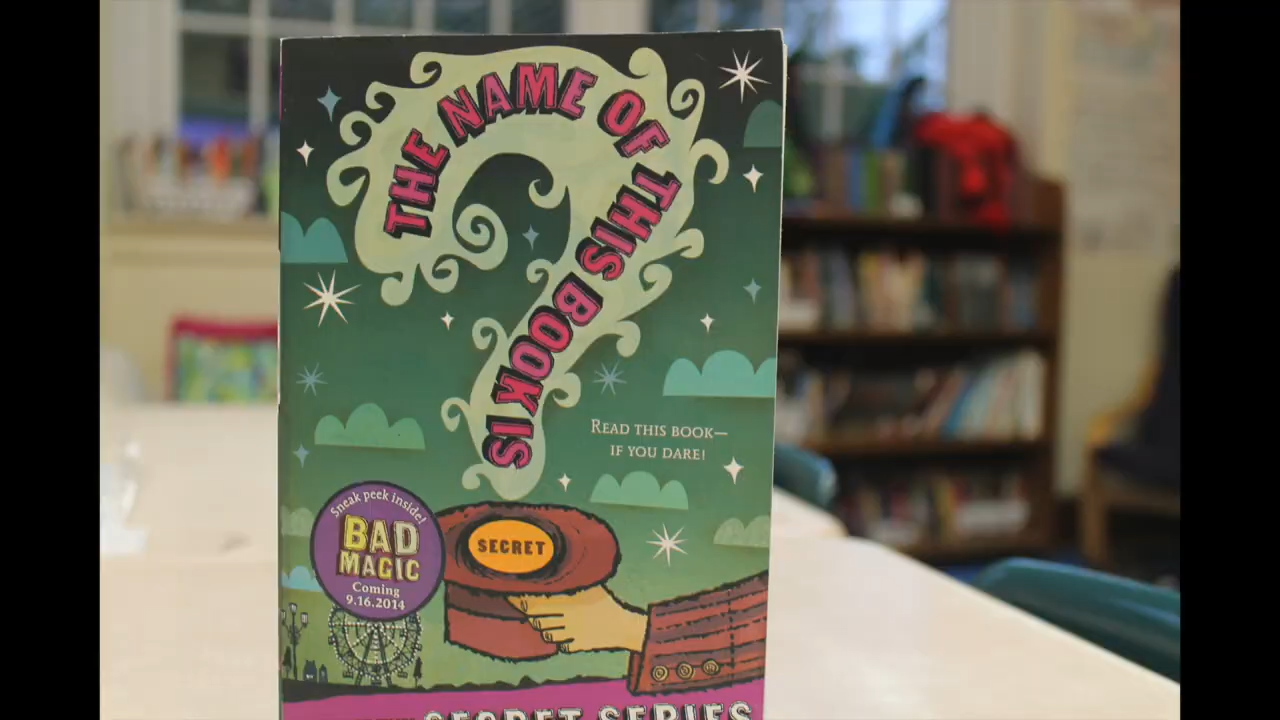 THE NAME OF THIS BOOK IS
SECRET
READ THIS BOOK—
IF YOU DARE!
Sneak peek inside!
BAD
MAGIC
Coming
9.16.2014
SECRET SERIES